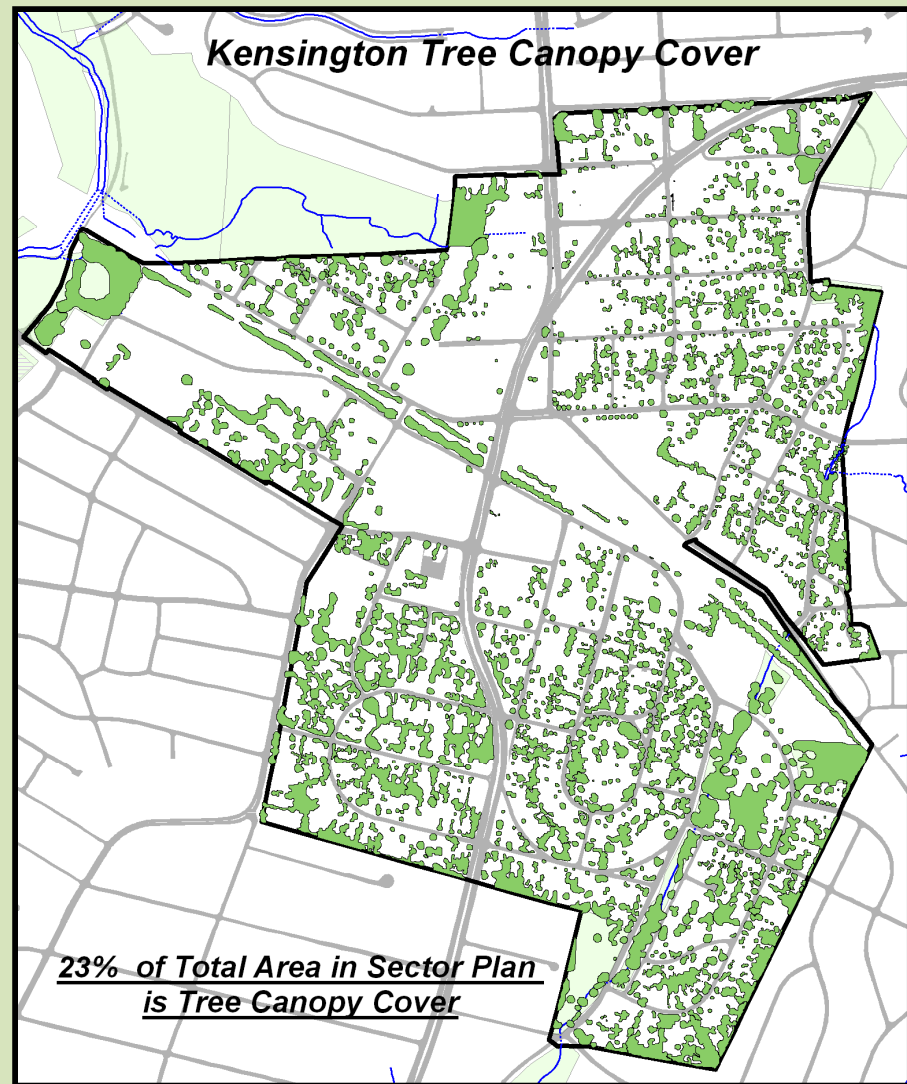 Kensington Tree Canopy Cover
23% of Total Area in Sector Plan
is Tree Canopy Cover